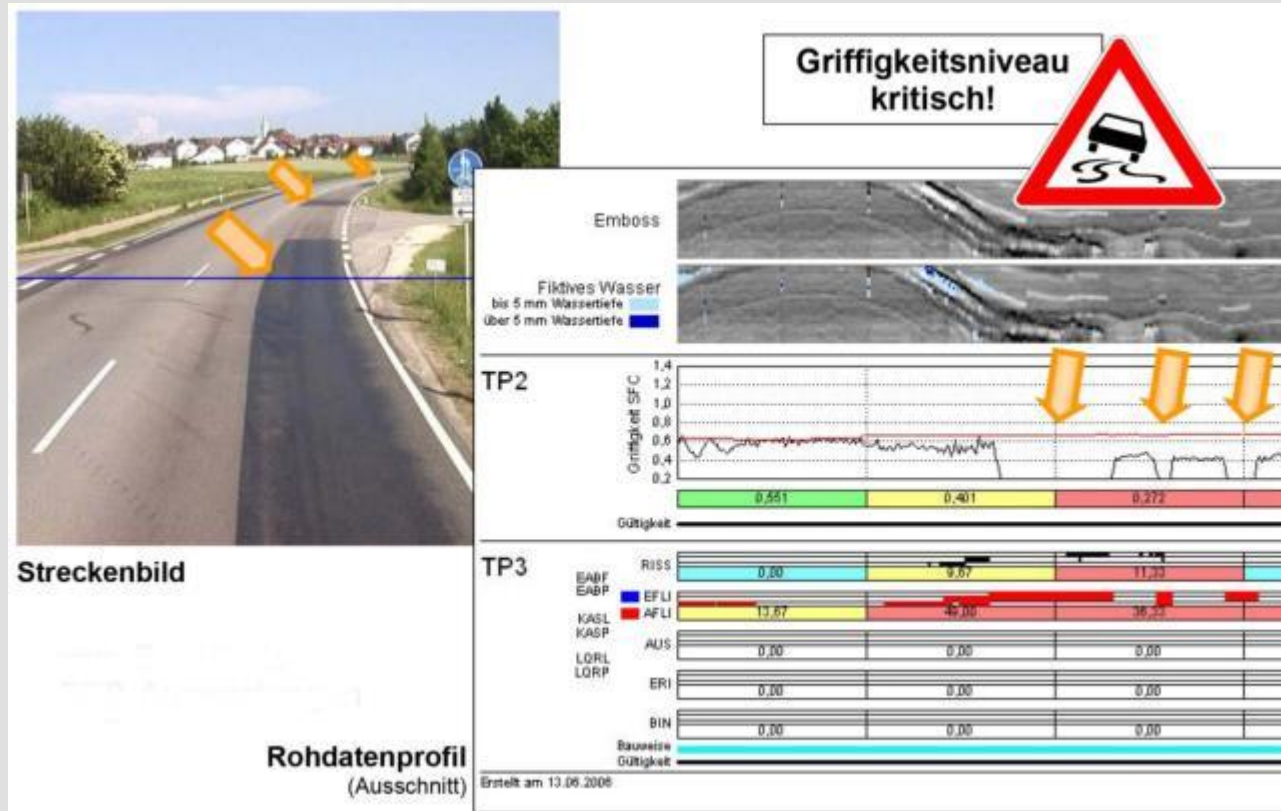 Griffigkeitsniveau
kritisch!
Emboss
Fiktives Wasser
bis 5 mm Wassertiefe
über 5 mm Wassertiefe
TP2
Griffigkeit SFC
1,4
1,2
1,0
0,8
0,6
0,4
0,2
0,551 0,401 0,272
Gültigkeit
TP3
RISS
0,00 9,67 11,33
EABF
EABP
EFLI
AFLI
13,67 49,00 36,33
KASL
KASP
AUS
0,00 0,00 0,00
LQRL
LQRP
ERI
0,00 0,00 0,00
BIN
0,00 0,00 0,00
Bauweise
Gültigkeit
Erstellt am 13.06.2006
Streckenbild
Rohdatenprofil
(Ausschnitt)